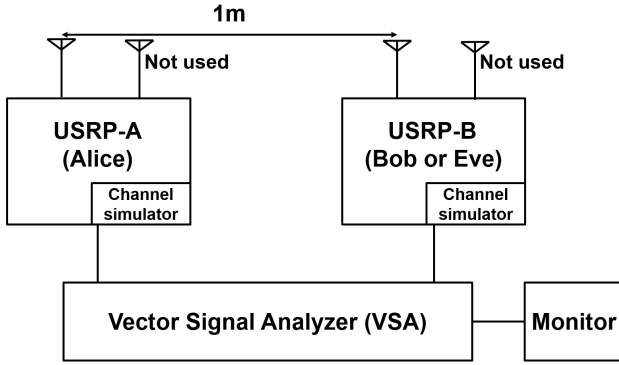 1m
Not used
Not used
USRP-A
(Alice)
Channel
simulator
USRP-B
(Bob or Eve)
Channel
simulator
Vector Signal Analyzer (VSA)
Monitor